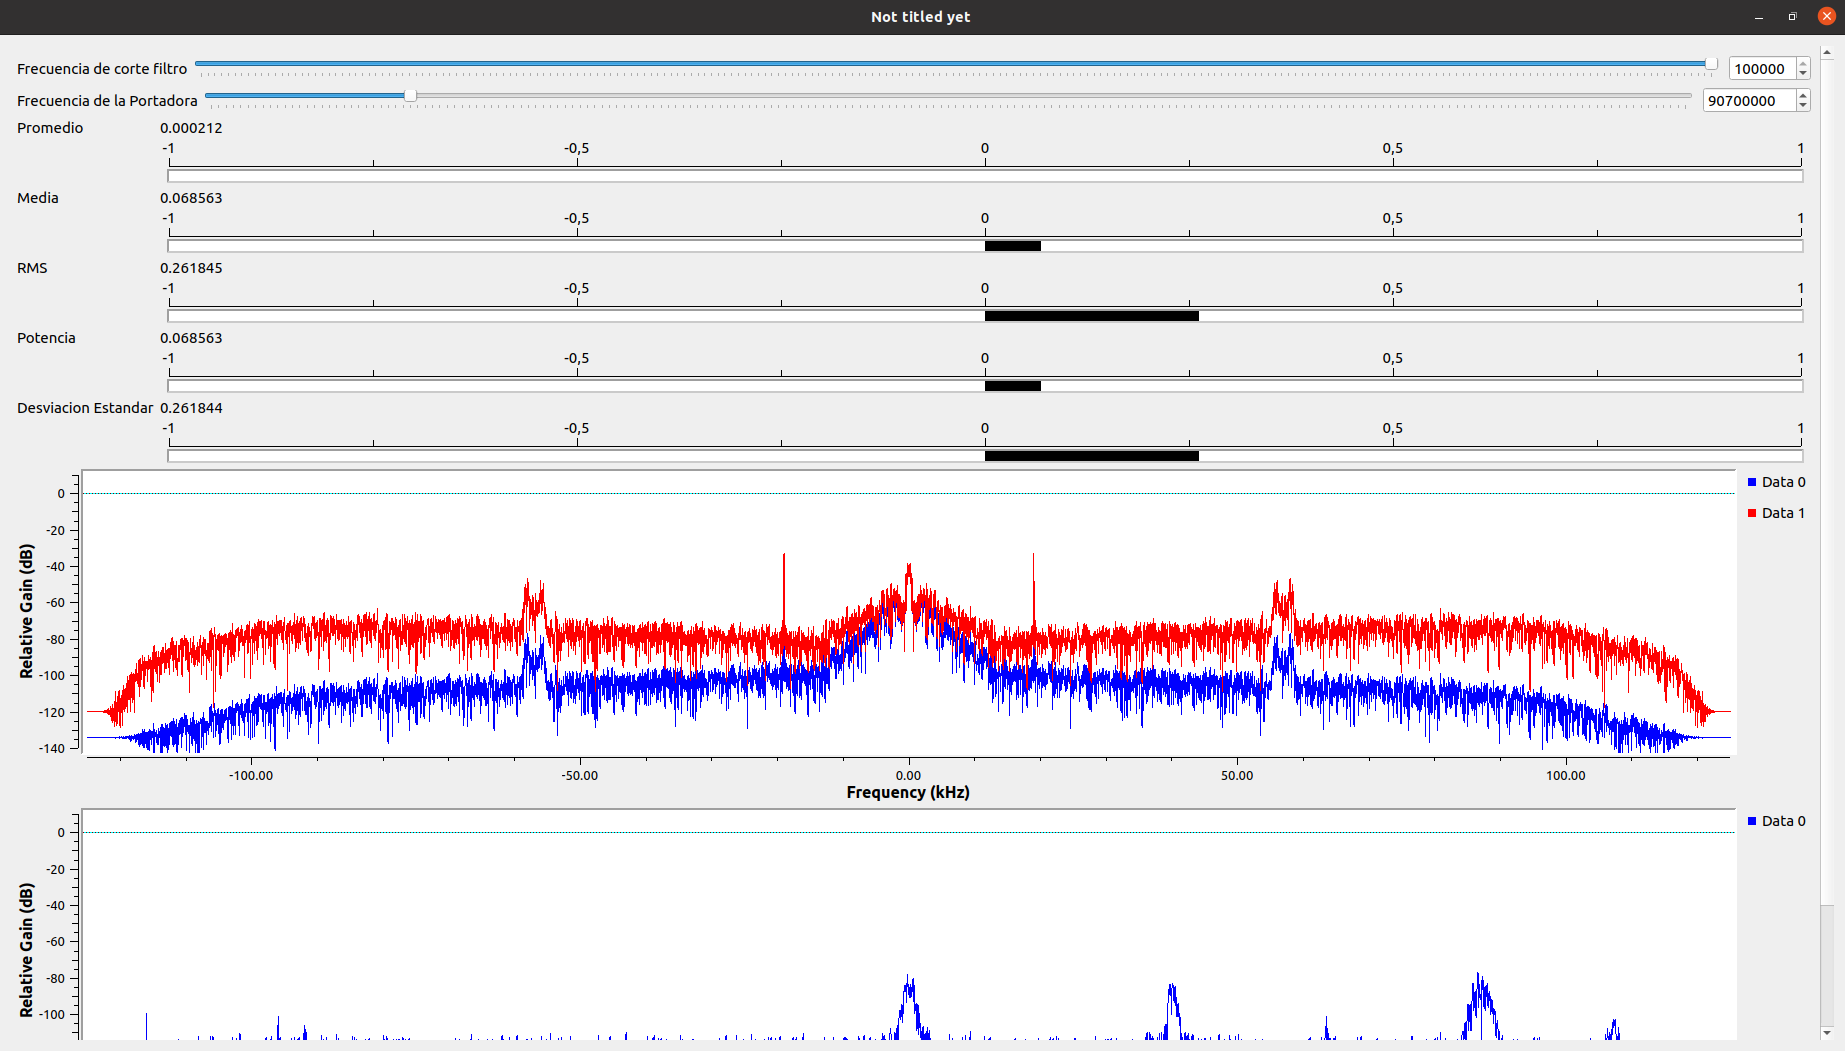 Not titled yet
Frecuencia de corte filtro 100000
Frecuencia de la Portadora 90700000
Promedio 0.000212
-1 -0,5 0 0,5 1
Media 0.068563
-1 -0,5 0 0,5 1
RMS 0.261845
-1 -0,5 0 0,5 1
Potencia 0.068563
-1 -0,5 0 0,5 1
Desviacion Estandar 0.261844
-1 -0,5 0 0,5 1
Data 0
Data 1
Relative Gain (dB)
0
-20
-40
-60
-80
-100
-120
-140
-100.00 -50.00 0.00 50.00 100.00
Frequency (kHz)
Data 0
Relative Gain (dB)
0
-20
-40
-60
-80
-100